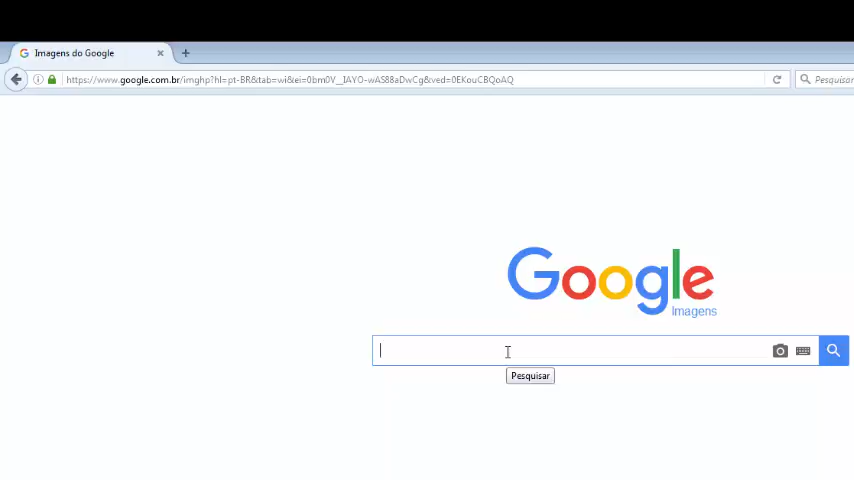 Imagens do Google
https://www.google.com.br/imghp?hl=pt-BR&tab=wi&ei=0bm0V__IAYO-wAS88aDwCg&ved=0EKouCBQoAQ
Pesquisar
Google
Imagens
Pesquisar